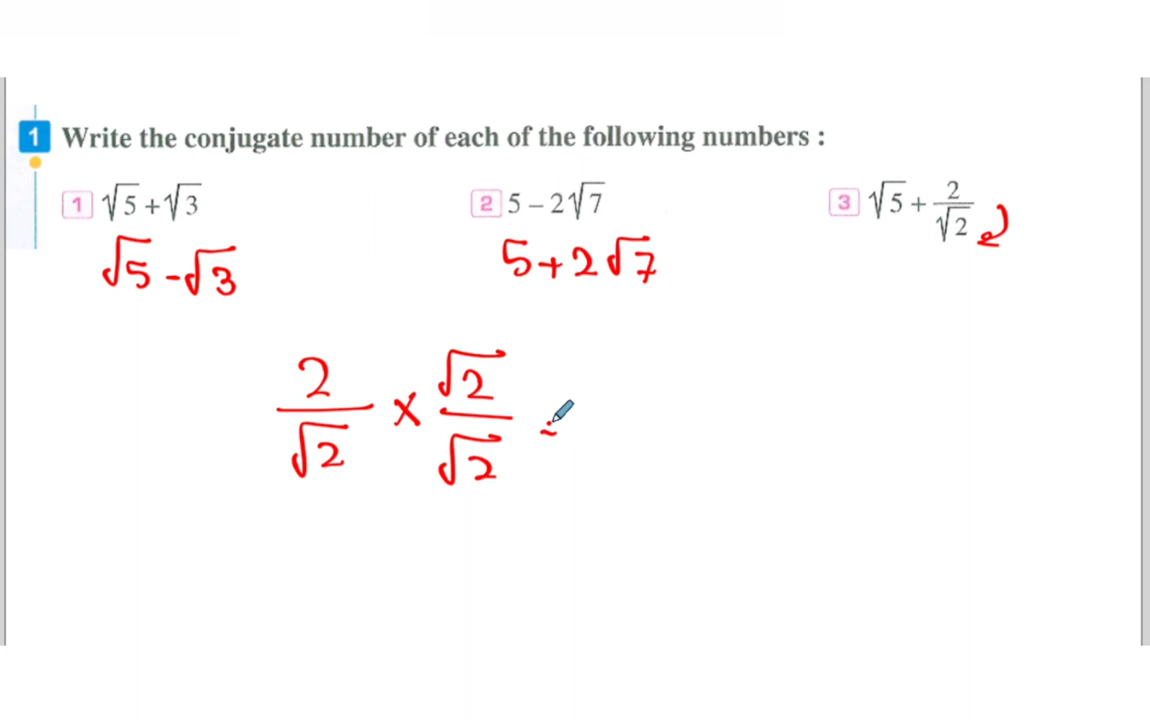 1 Write the conjugate number of each of the following numbers :
1 √5 + √3 2 5 – 2√7 3 √5 + 2/√2
√5 - √3 5 + 2√7
2/√2 × √2/√2 =